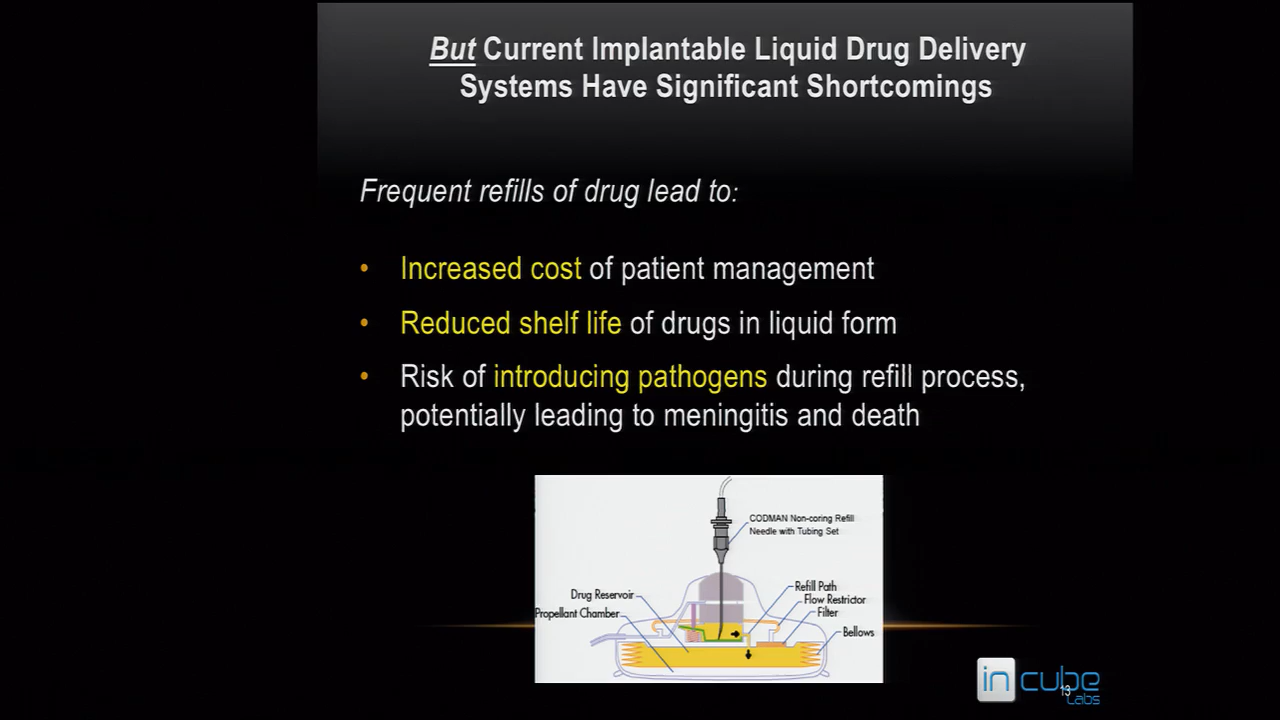 But Current Implantable Liquid Drug Delivery
Systems Have Significant Shortcomings
Frequent refills of drug lead to:
• Increased cost of patient management
• Reduced shelf life of drugs in liquid form
• Risk of introducing pathogens during refill process,
potentially leading to meningitis and death
CODMAN Non-coring Refill
Needle with Tubing Set
Drug Reservoir
Propellant Chamber
Refill Path
Flow Restrictor
Filter
Bellows
in cube
Labs
13